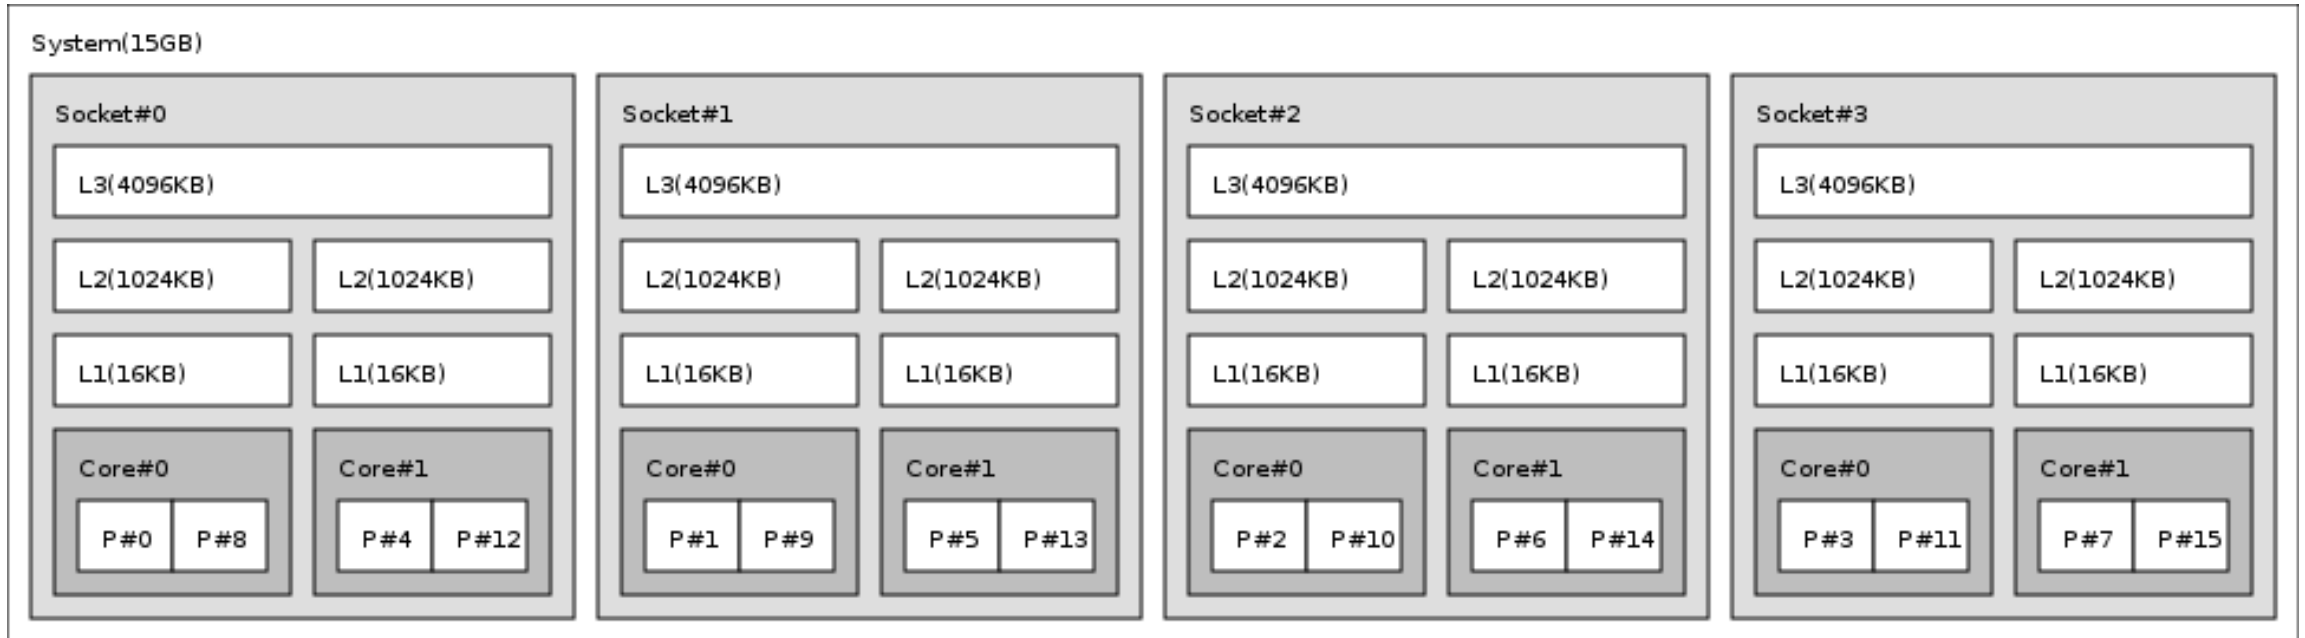 System(15GB)
Socket#0 Socket#1 Socket#2 Socket#3
L3(4096KB) L3(4096KB) L3(4096KB) L3(4096KB)
L2(1024KB) L2(1024KB) L2(1024KB) L2(1024KB) L2(1024KB) L2(1024KB) L2(1024KB) L2(1024KB)
L1(16KB) L1(16KB) L1(16KB) L1(16KB) L1(16KB) L1(16KB) L1(16KB) L1(16KB)
Core#0 Core#1 Core#0 Core#1 Core#0 Core#1 Core#0 Core#1
P#0 P#8 P#4 P#12 P#1 P#9 P#5 P#13 P#2 P#10 P#6 P#14 P#3 P#11 P#7 P#15